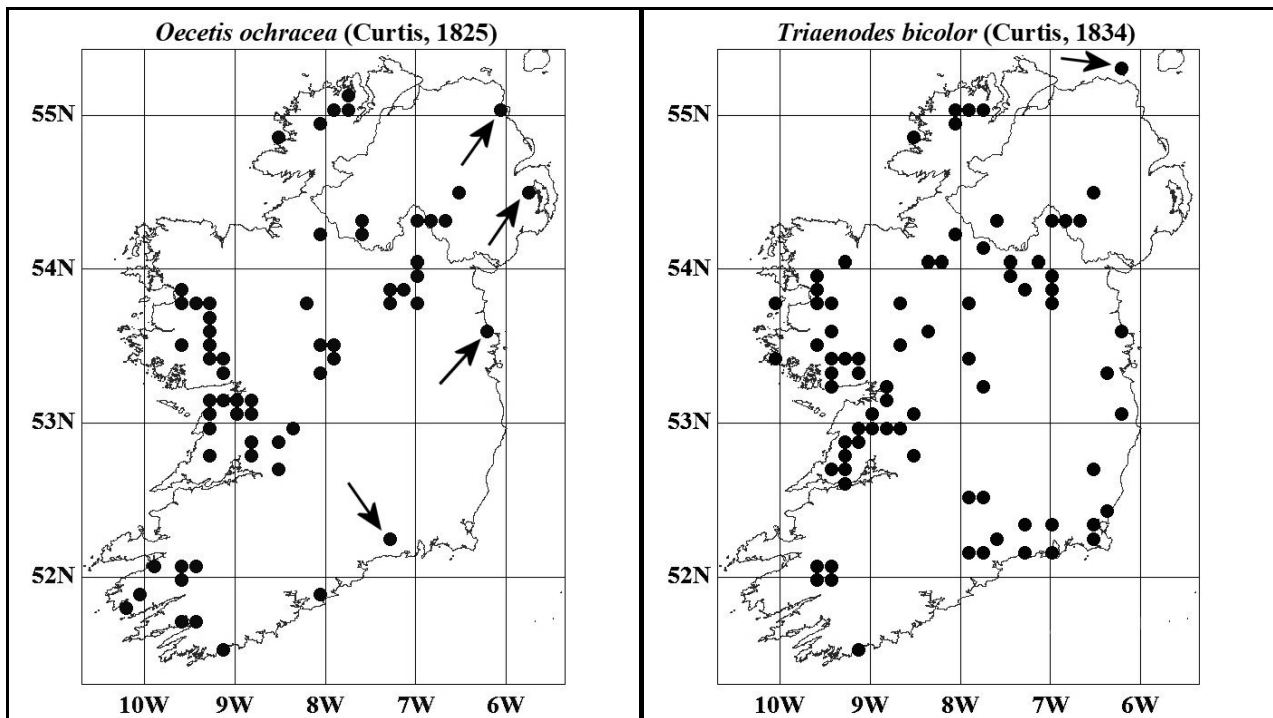 Oecetis ochracea (Curtis, 1825)
55N
54N
53N
52N
10W 9W 8W 7W 6W
Triaenodes bicolor (Curtis, 1834)
55N
54N
53N
52N
10W 9W 8W 7W 6W